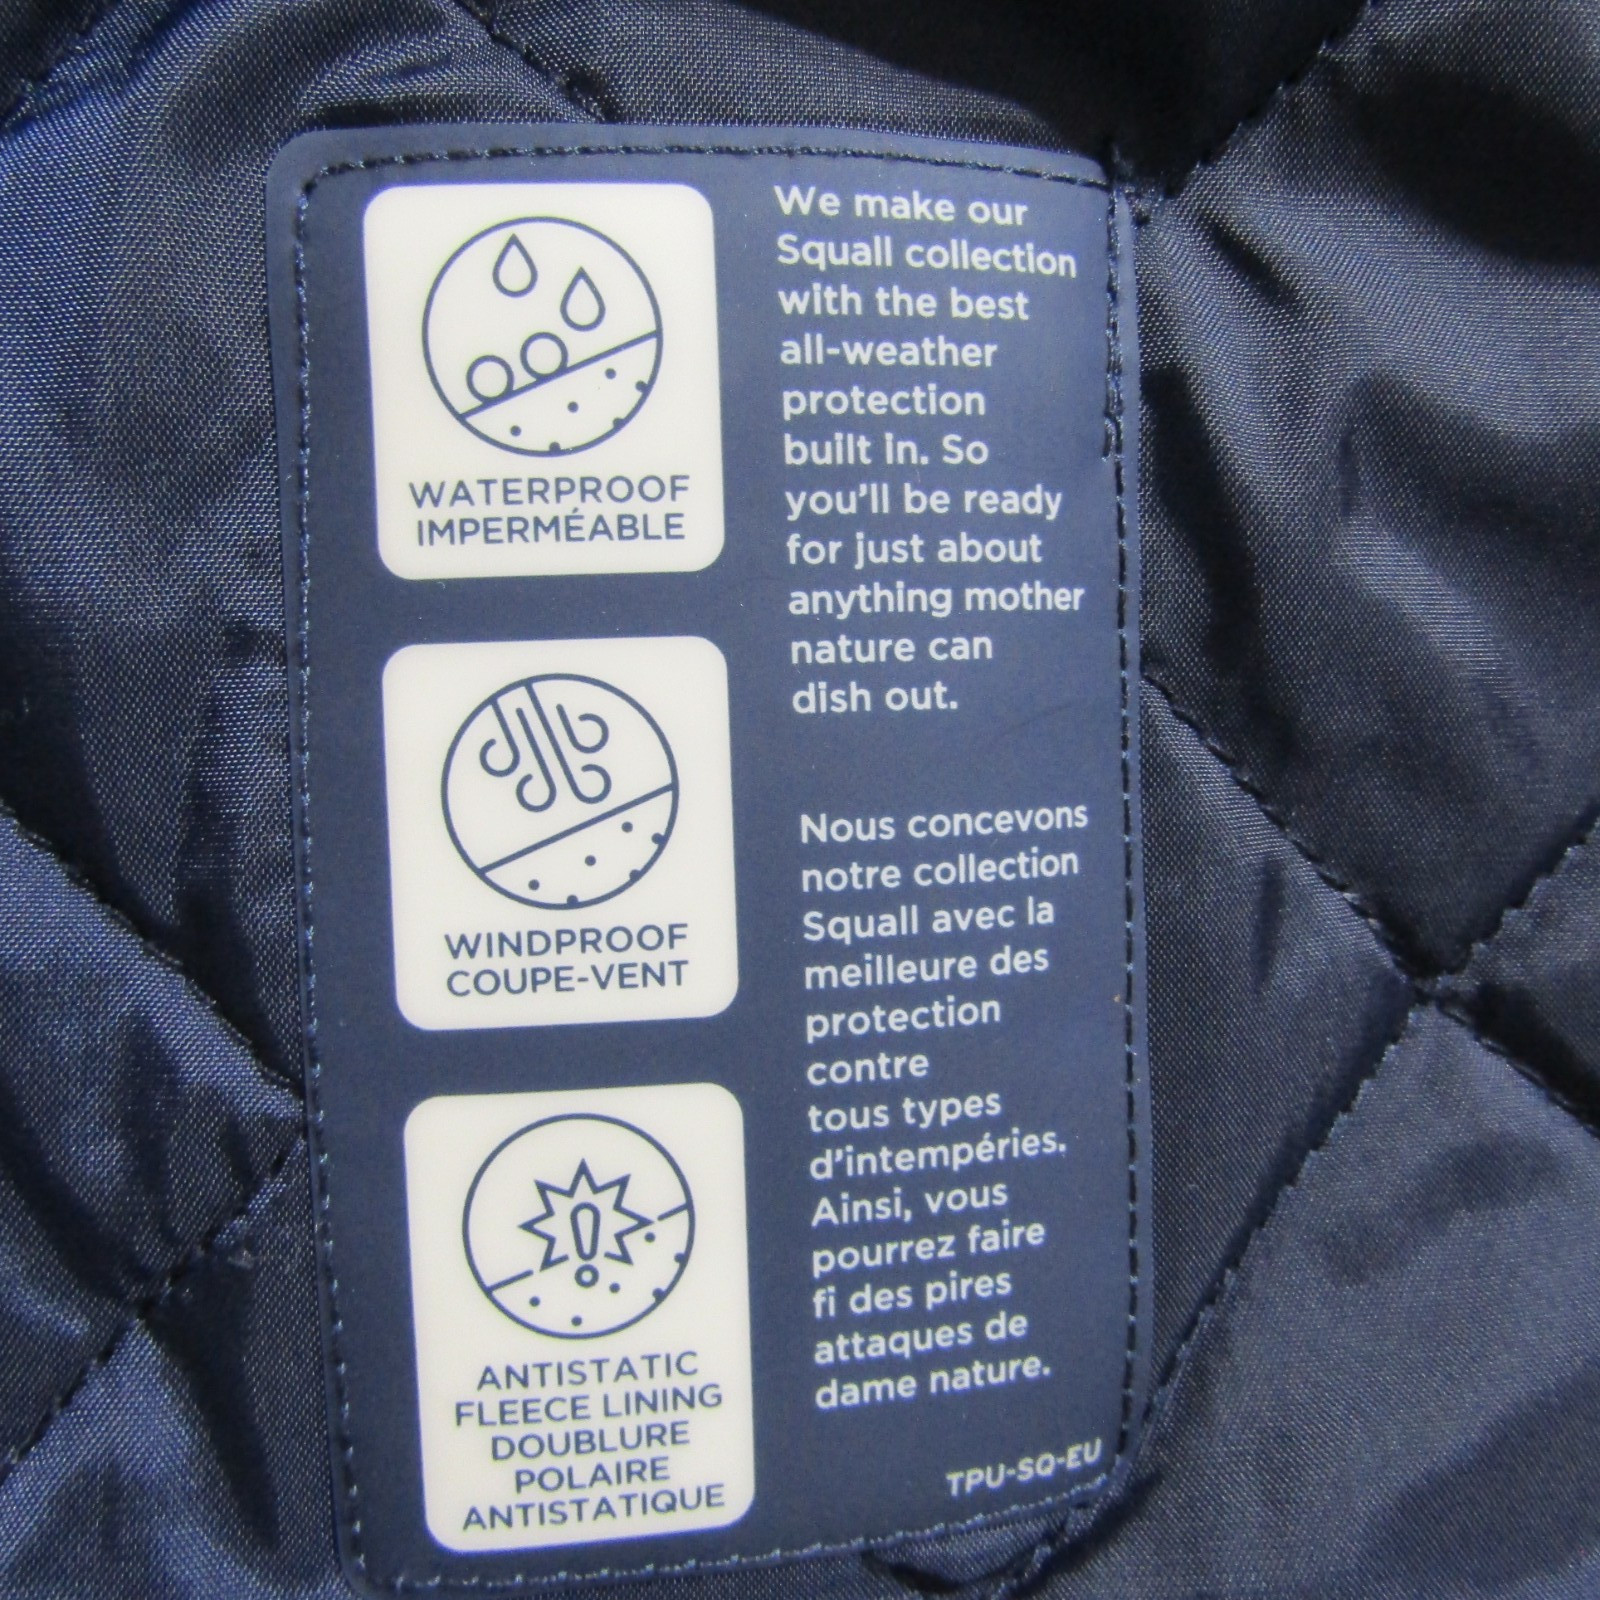 WATERPROOF
IMPERMÉABLE
WINDPROOF
COUPE-VENT
ANTISTATIC
FLEECE LINING
DOUBLURE
POLAIRE
ANTISTATIQUE
We make our
Squall collection
with the best
all-weather
protection
built in. So
you'll be ready
for just about
anything mother
nature can
dish out.
Nous concevons
notre collection
Squall avec la
meilleure des
protection
contre
tous types
d'intempéries.
Ainsi, vous
pourrez faire
fi des pires
attaques de
dame nature.
TPU-SQ-EU